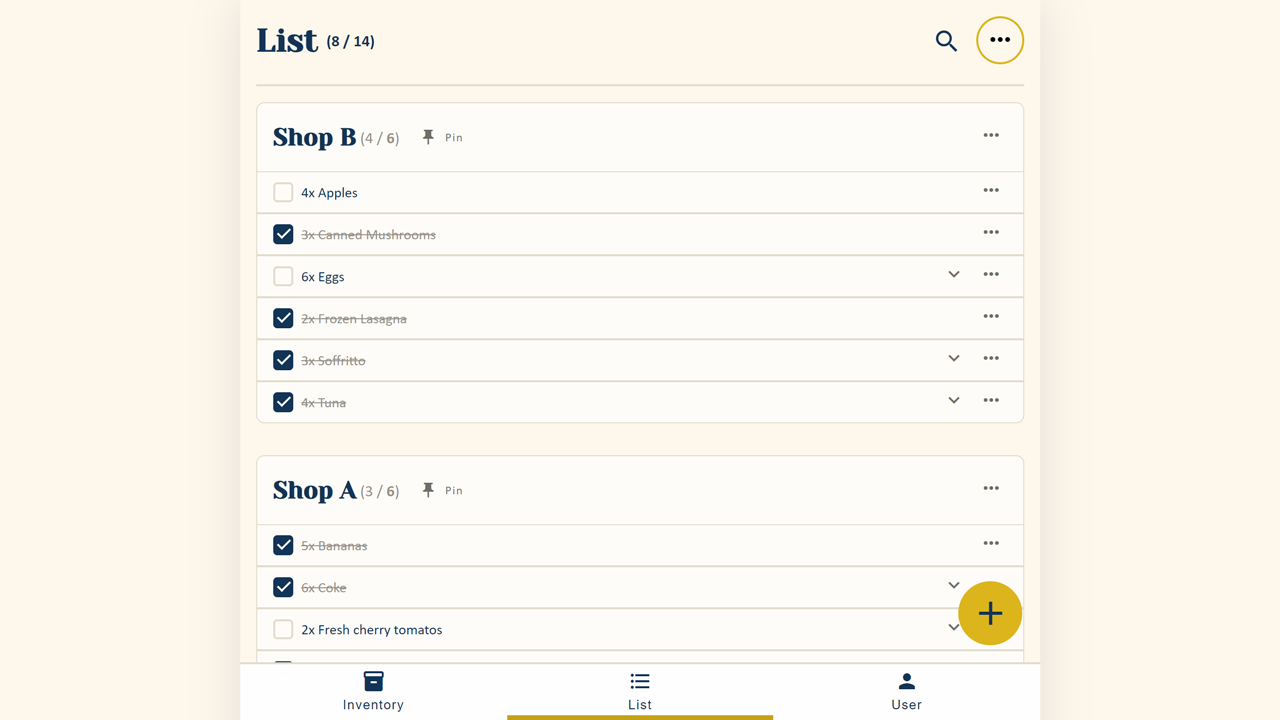 List (8 / 14)
Shop B (4 / 6) Pin
4x Apples
3x Canned Mushrooms
6x Eggs
2x Frozen Lasagna
3x Soffritto
4x Tuna
Shop A (3 / 6) Pin
5x Bananas
6x Coke
2x Fresh cherry tomatos
Inventory
List
User